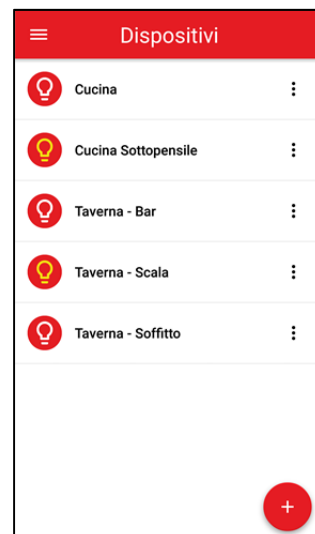 Dispositivi
Cucina
Cucina Sottopensile
Taverna - Bar
Taverna - Scala
Taverna - Soffitto